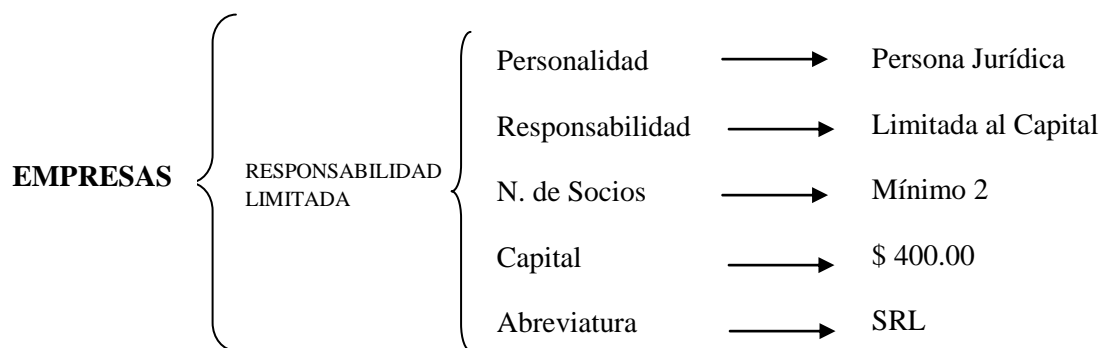 EMPRESAS
RESPONSABILIDAD
LIMITADA
Personalidad Persona Jurídica
Responsabilidad Limitada al Capital
N. de Socios Mínimo 2
Capital $ 400.00
Abreviatura SRL